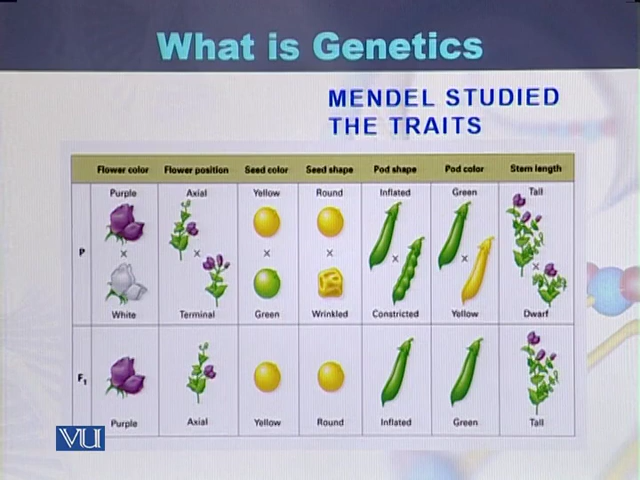 What is Genetics
MENDEL STUDIED
THE TRAITS
Flower color Flower position Seed color Seed shape Pod shape Pod color Stem length
Purple Axial Yellow Round Inflated Green Tall
P × × × × × × ×
White Terminal Green Wrinkled Constricted Yellow Dwarf
F₁
Purple Axial Yellow Round Inflated Green Tall
VU